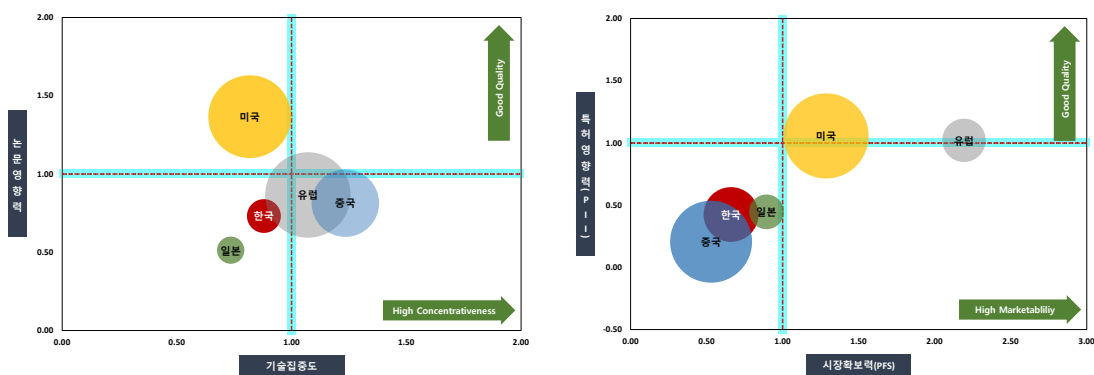 2.00
1.50
1.00
0.50
0.00
0.00
0.50
1.00
1.50
2.00
논문영향력
기술집중도
Good Quality
High Concentrativeness
미국
유럽
중국
한국
일본
2.00
1.50
1.00
0.50
0.00
-0.50
0.00
0.50
1.00
1.50
2.00
2.50
3.00
특허영향력(PII)
시장확보력(PFS)
Good Quality
High Marketabliliy
미국
유럽
한국
일본
중국